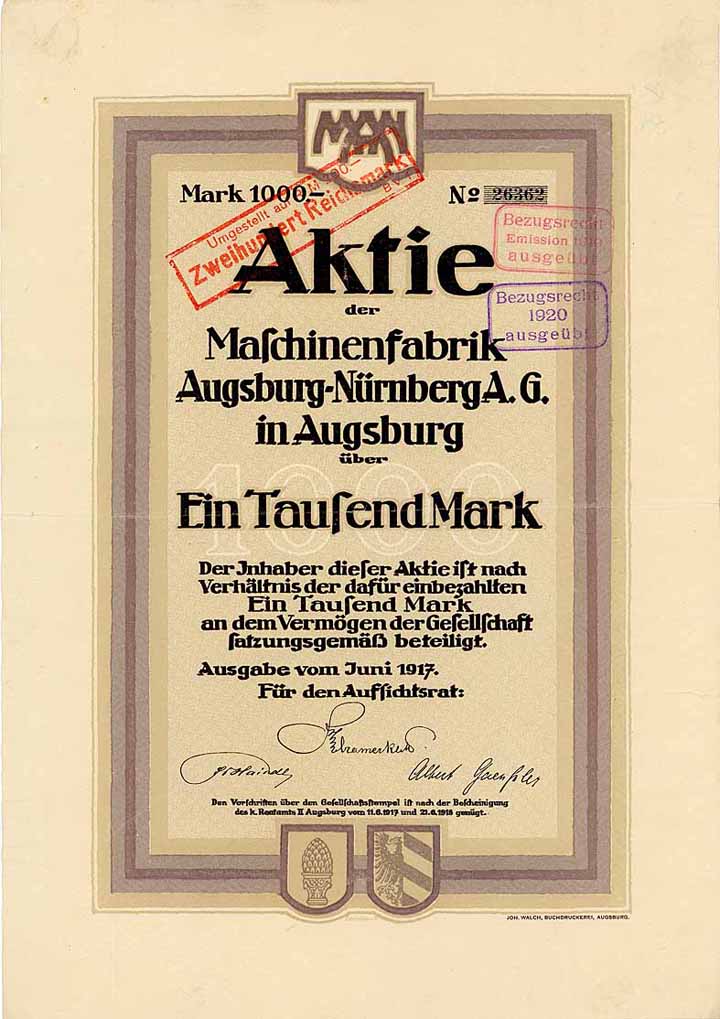 MAN
Mark 1000.-
No 26362
Umgestellt auf
Zweihundert Reichsmark
Bezugsrecht
Emission
ausgeübt
Bezugsrecht
1920
ausgeübt
Aktie
der
Maſchinenfabrik
Augsburg-Nürnberg A. G.
in Augsburg
über
1000
Ein Tauſend Mark
Der Inhaber dieſer Aktie iſt nach
Verhältnis der dafür einbezahlten
Ein Tauſend Mark
an dem Vermögen der Geſellſchaft
ſatzungsgemäß beteiligt.
Ausgabe vom Juni 1917.
Für den Aufſichtsrat:
Albert
Den Vorſchriften über den Geſellſchaftsſtempel iſt nach der Beſcheinigung
des k. Rentamts II Augsburg vom 11.6.1917 und 21.6.1918 genügt.
JOH. WALCH, BUCHDRUCKEREI, AUGSBURG.